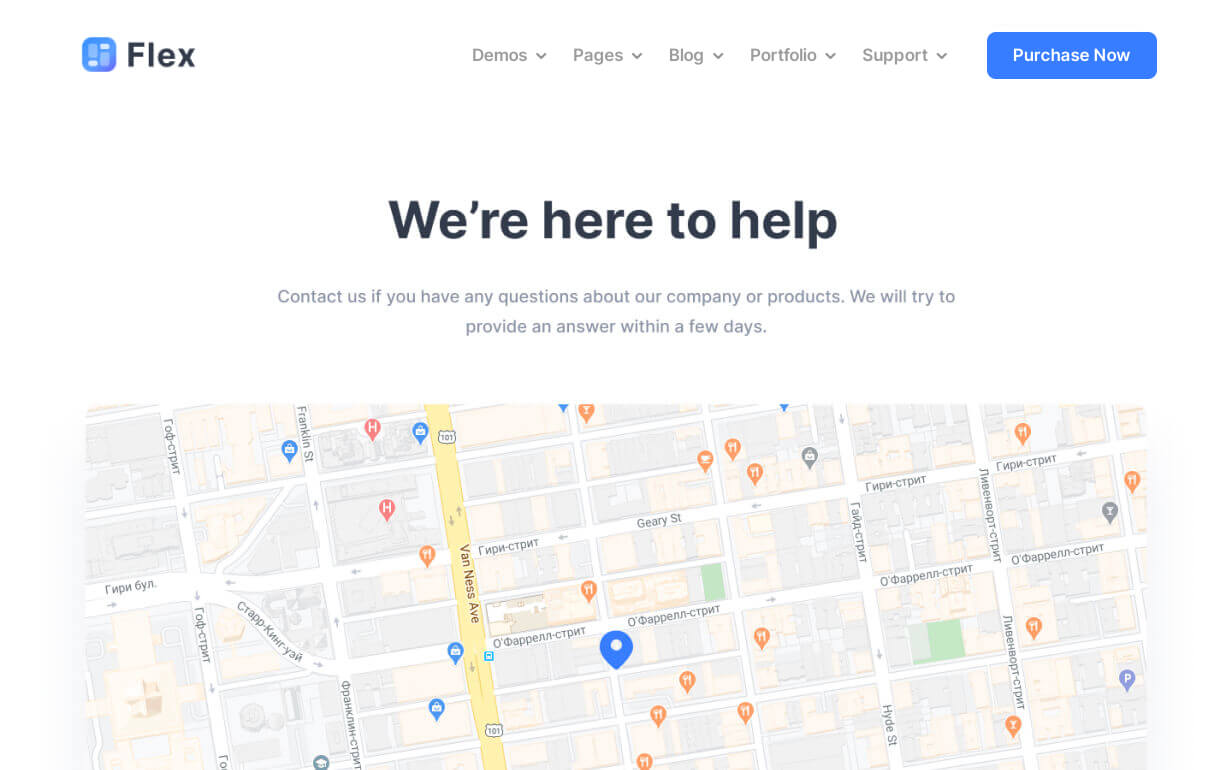 Flex
Demos
Pages
Blog
Portfolio
Support
Purchase Now
We’re here to help
Contact us if you have any questions about our company or products. We will try to
provide an answer within a few days.
Гоф-стрит
Franklin St
H
101
H
Гири-стрит
Гири-стрит
Ливенворт-стрит
Гайд-стрит
Geary St
Гири-стрит
Van Ness Ave
О'Фаррелл-стрит
О'Фаррелл-стрит
Гири бул.
Старр-Кинг-уэй
Гоф-стрит
О'Фаррелл-стрит
О'Фаррелл-стрит
Ливенворт-стрит
P
Франклин-стрит
Hyde St
101